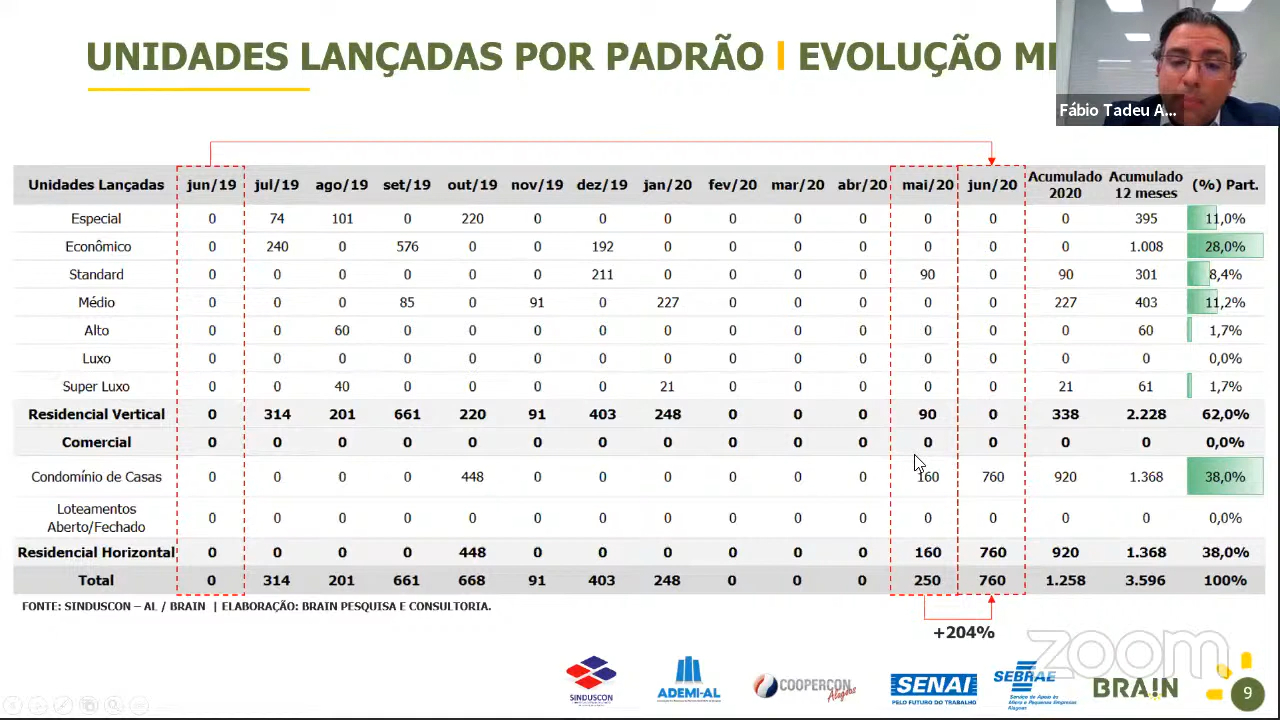 UNIDADES LANÇADAS POR PADRÃO | EVOLUÇÃO
Fábio Tadeu A...
Unidades Lançadas jun/19 jul/19 ago/19 set/19 out/19 nov/19 dez/19 jan/20 fev/20 mar/20 abr/20 mai/20 jun/20 Acumulado 2020 Acumulado 12 meses (%) Part.
Especial 0 74 101 0 220 0 0 0 0 0 0 0 0 0 395 11,0%
Econômico 0 240 0 576 0 0 192 0 0 0 0 0 0 0 1.008 28,0%
Standard 0 0 0 0 0 0 211 0 0 0 0 90 0 90 301 8,4%
Médio 0 0 0 85 0 91 0 227 0 0 0 0 0 227 403 11,2%
Alto 0 0 60 0 0 0 0 0 0 0 0 0 0 0 60 1,7%
Luxo 0 0 0 0 0 0 0 0 0 0 0 0 0 0 0 0,0%
Super Luxo 0 0 40 0 0 0 0 21 0 0 0 0 0 21 61 1,7%
Residencial Vertical 0 314 201 661 220 91 403 248 0 0 0 90 0 338 2.228 62,0%
Comercial 0 0 0 0 0 0 0 0 0 0 0 0 0 0 0 0,0%
Condomínio de Casas 0 0 0 0 448 0 0 0 0 0 0 160 760 920 1.368 38,0%
Loteamentos Aberto/Fechado 0 0 0 0 0 0 0 0 0 0 0 0 0 0 0 0,0%
Residencial Horizontal 0 0 0 0 448 0 0 0 0 0 0 160 760 920 1.368 38,0%
Total 0 314 201 661 668 91 403 248 0 0 0 250 760 1.258 3.596 100%
FONTE: SINDUSCON – AL / BRAIN | ELABORAÇÃO: BRAIN PESQUISA E CONSULTORIA.
+204%
zoom
SINDUSCON
ADEMI-AL
COOPERCON
Alagoas
SENAI
PELO FUTURO DO TRABALHO
SEBRAE
Serviço de Apoio às
Micro e Pequenas Empresas
Alagoas
BRAIN
9